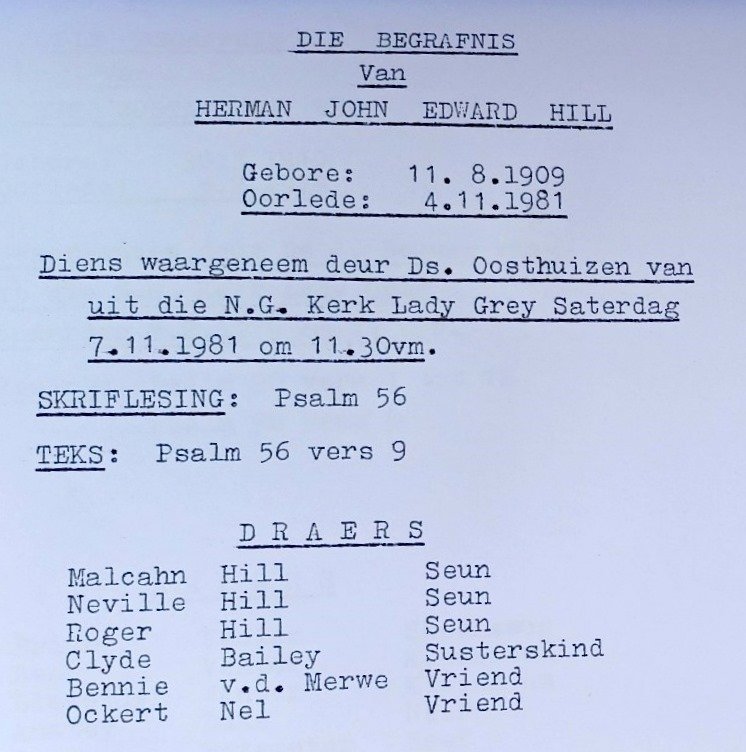 DIE BEGRAFNIS
Van
HERMAN JOHN EDWARD HILL
Gebore: 11. 8.1909
Oorlede: 4.11.1981
Diens waargeneem deur Ds. Oosthuizen van
uit die N.G. Kerk Lady Grey Saterdag
7.11.1981 om 11.30vm.
SKRIFLESING: Psalm 56
TEKS: Psalm 56 vers 9
D R A E R S
Malcahn Hill Seun
Neville Hill Seun
Roger Hill Seun
Clyde Bailey Susterskind
Bennie v.d. Merwe Vriend
Ockert Nel Vriend